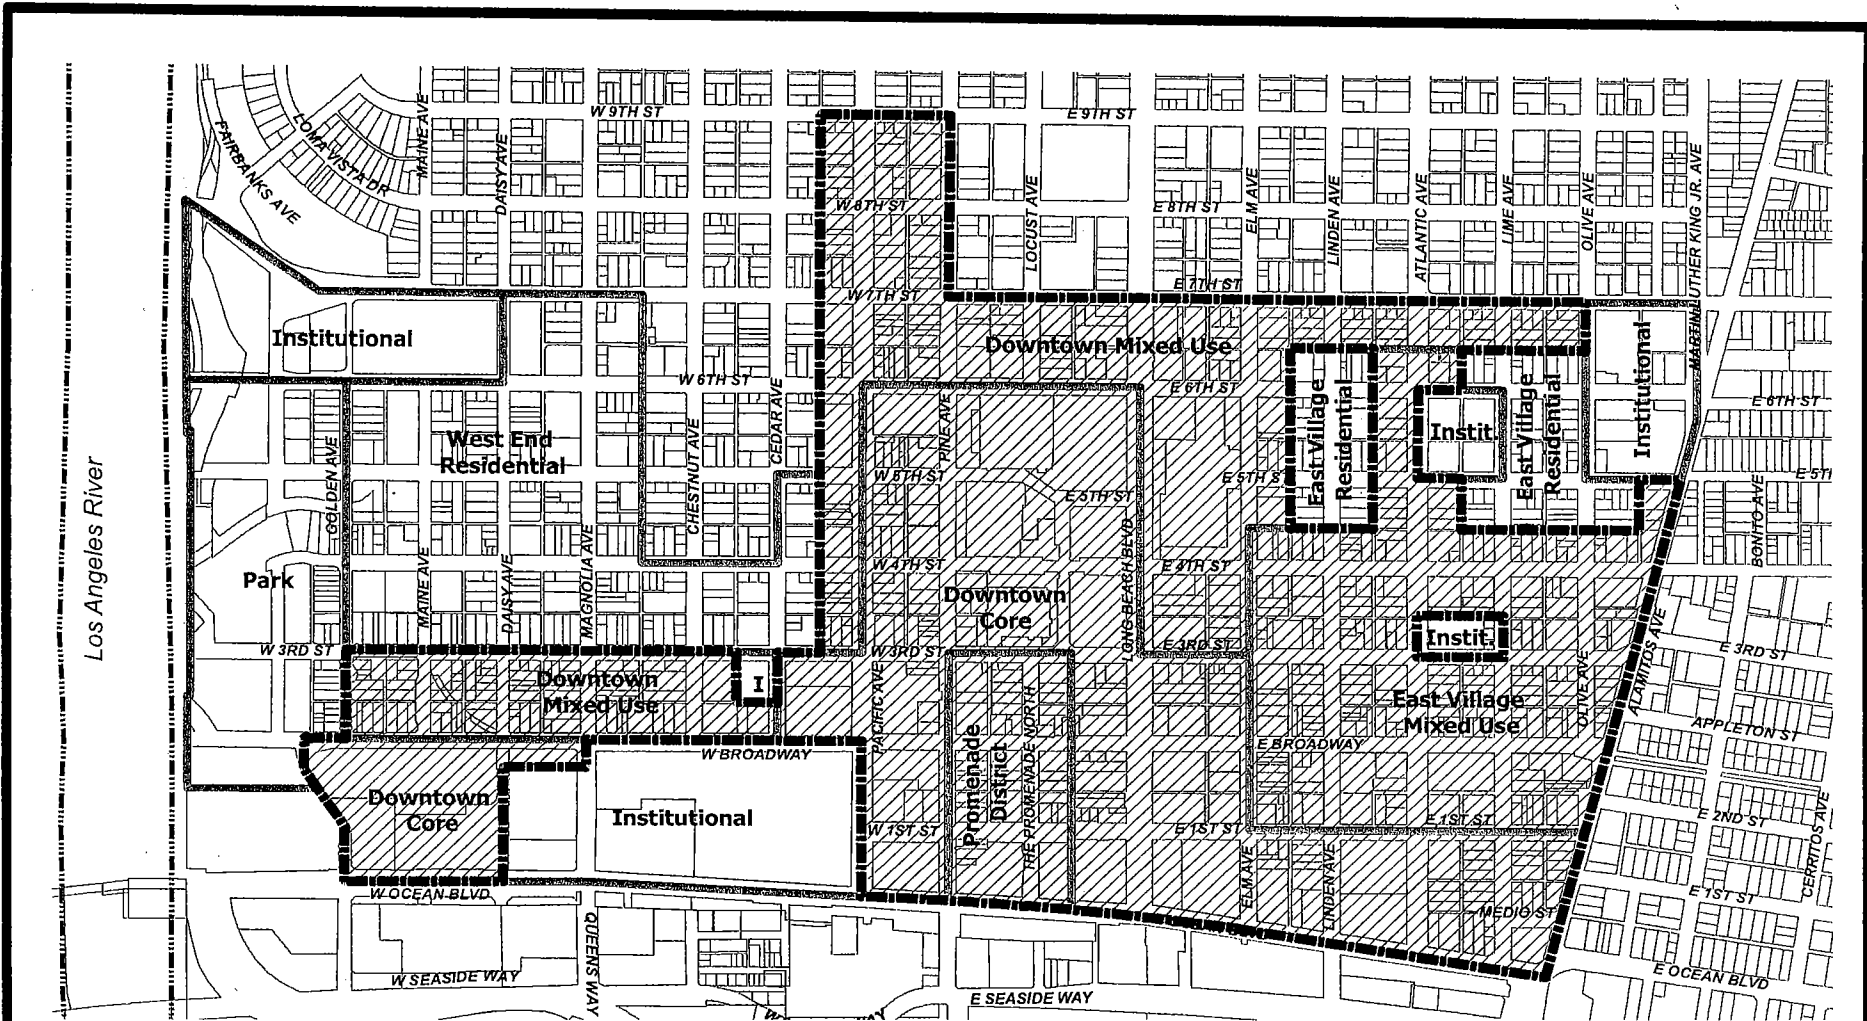 W 9TH ST
E 9TH ST
FAIRBANKS AVE
LOMA VISTA DR
MAINE AVE
DAISY AVE
W 8TH ST
LOCUST AVE
E 8TH ST
ELM AVE
LINDEN AVE
ATLANTIC AVE
LIME AVE
OLIVE AVE
MARTIN LUTHER KING JR. AVE
W 7TH ST
E 7TH ST
Institutional
Downtown Mixed Use
Institutional
W 6TH ST
E 6TH ST
E 6TH ST
CEDAR AVE
PINE AVE
East Village
Residential
Instit.
East Village
Residential
West End
Residential
GOLDEN AVE
CHESTNUT AVE
W 5TH ST
E 5TH ST
E 5TH S
E 5TH
BONITO AVE
Los Angeles River
Park
MAINE AVE
DAISY AVE
MAGNOLIA AVE
W 4TH ST
LONG BEACH BLVD
E 4TH ST
Downtown
Core
Instit.
W 3RD ST
W 3RD ST
E 3RD ST
E 3RD ST
ALAMITOS AVE
Downtown
Mixed Use
I
PACIFIC AVE
Promenade
District
THE PROMENADE NORTH
East Village
Mixed Use
OLIVE AVE
APPLETON ST
W BROADWAY
E BROADWAY
Downtown
Core
Institutional
W 1ST ST
E 1ST ST
E 1ST ST
E 2ND ST
CERRITOS AVE
W OCEAN BLVD
ELM AVE
LINDEN AVE
MEDIO ST
E 1ST ST
QUEENS WAY
W SEASIDE WAY
E SEASIDE WAY
E OCEAN BLVD